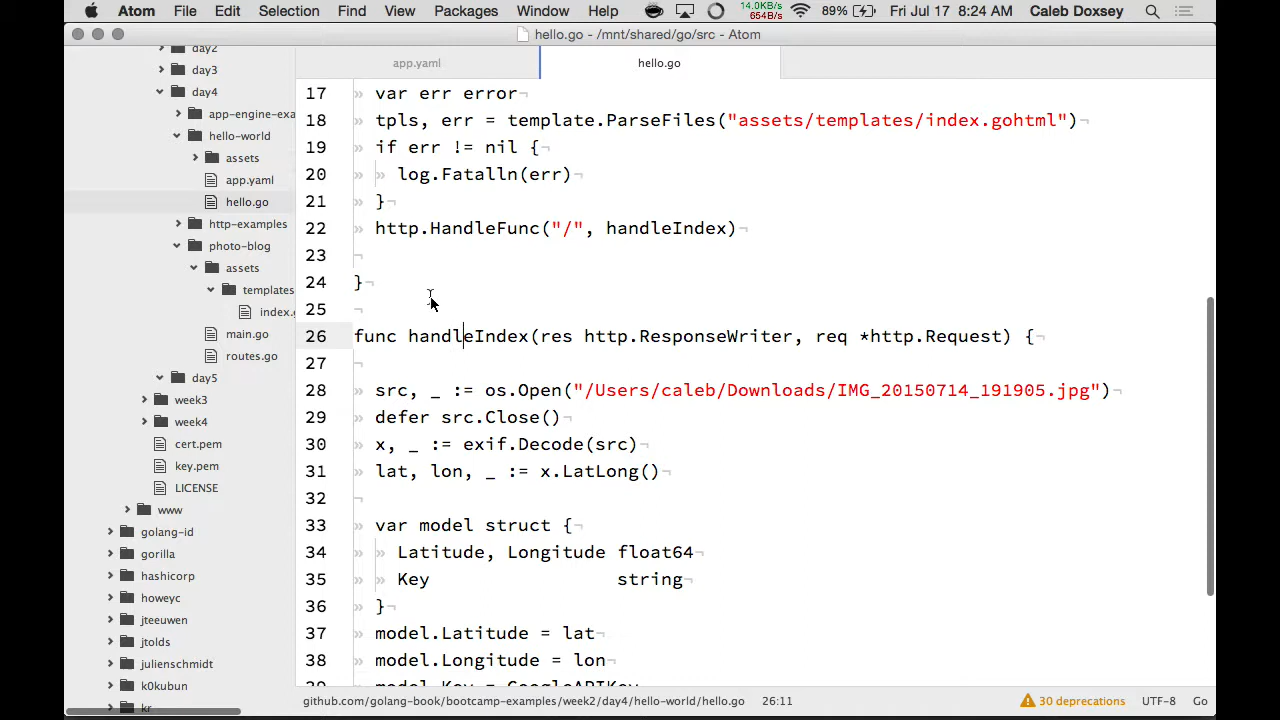 Atom File Edit Selection Find View Packages Window Help 14.0KB/s 654B/s 89% Fri Jul 17 8:24 AM Caleb Doxsey
hello.go - /mnt/shared/go/src - Atom
app.yaml hello.go
day2
day3
day4
app-engine-exa
hello-world
assets
app.yaml
hello.go
http-examples
photo-blog
assets
templates
index.g
main.go
routes.go
day5
week3
week4
cert.pem
key.pem
LICENSE
www
golang-id
gorilla
hashicorp
howeyc
jteeuwen
jtolds
julienschmidt
k0kubun
kr
17 » var err error¬
18 » tpls, err = template.ParseFiles("assets/templates/index.gohtml")¬
19 » if err != nil {¬
20 » » log.Fatalln(err)¬
21 » }¬
22 » http.HandleFunc("/", handleIndex)¬
23 » ¬
24 }¬
25 ¬
26 func handleIndex(res http.ResponseWriter, req *http.Request) {¬
27 ¬
28 » src, _ := os.Open("/Users/caleb/Downloads/IMG_20150714_191905.jpg")¬
29 » defer src.Close()¬
30 » x, _ := exif.Decode(src)¬
31 » lat, lon, _ := x.LatLong()¬
32 ¬
33 » var model struct {¬
34 » » Latitude, Longitude float64¬
35 » » Key                 string¬
36 » }¬
37 » model.Latitude = lat¬
38 » model.Longitude = lon¬
39 » model.Key = GoogleAPIKey
github.com/golang-book/bootcamp-examples/week2/day4/hello-world/hello.go 26:11 30 deprecations UTF-8 Go